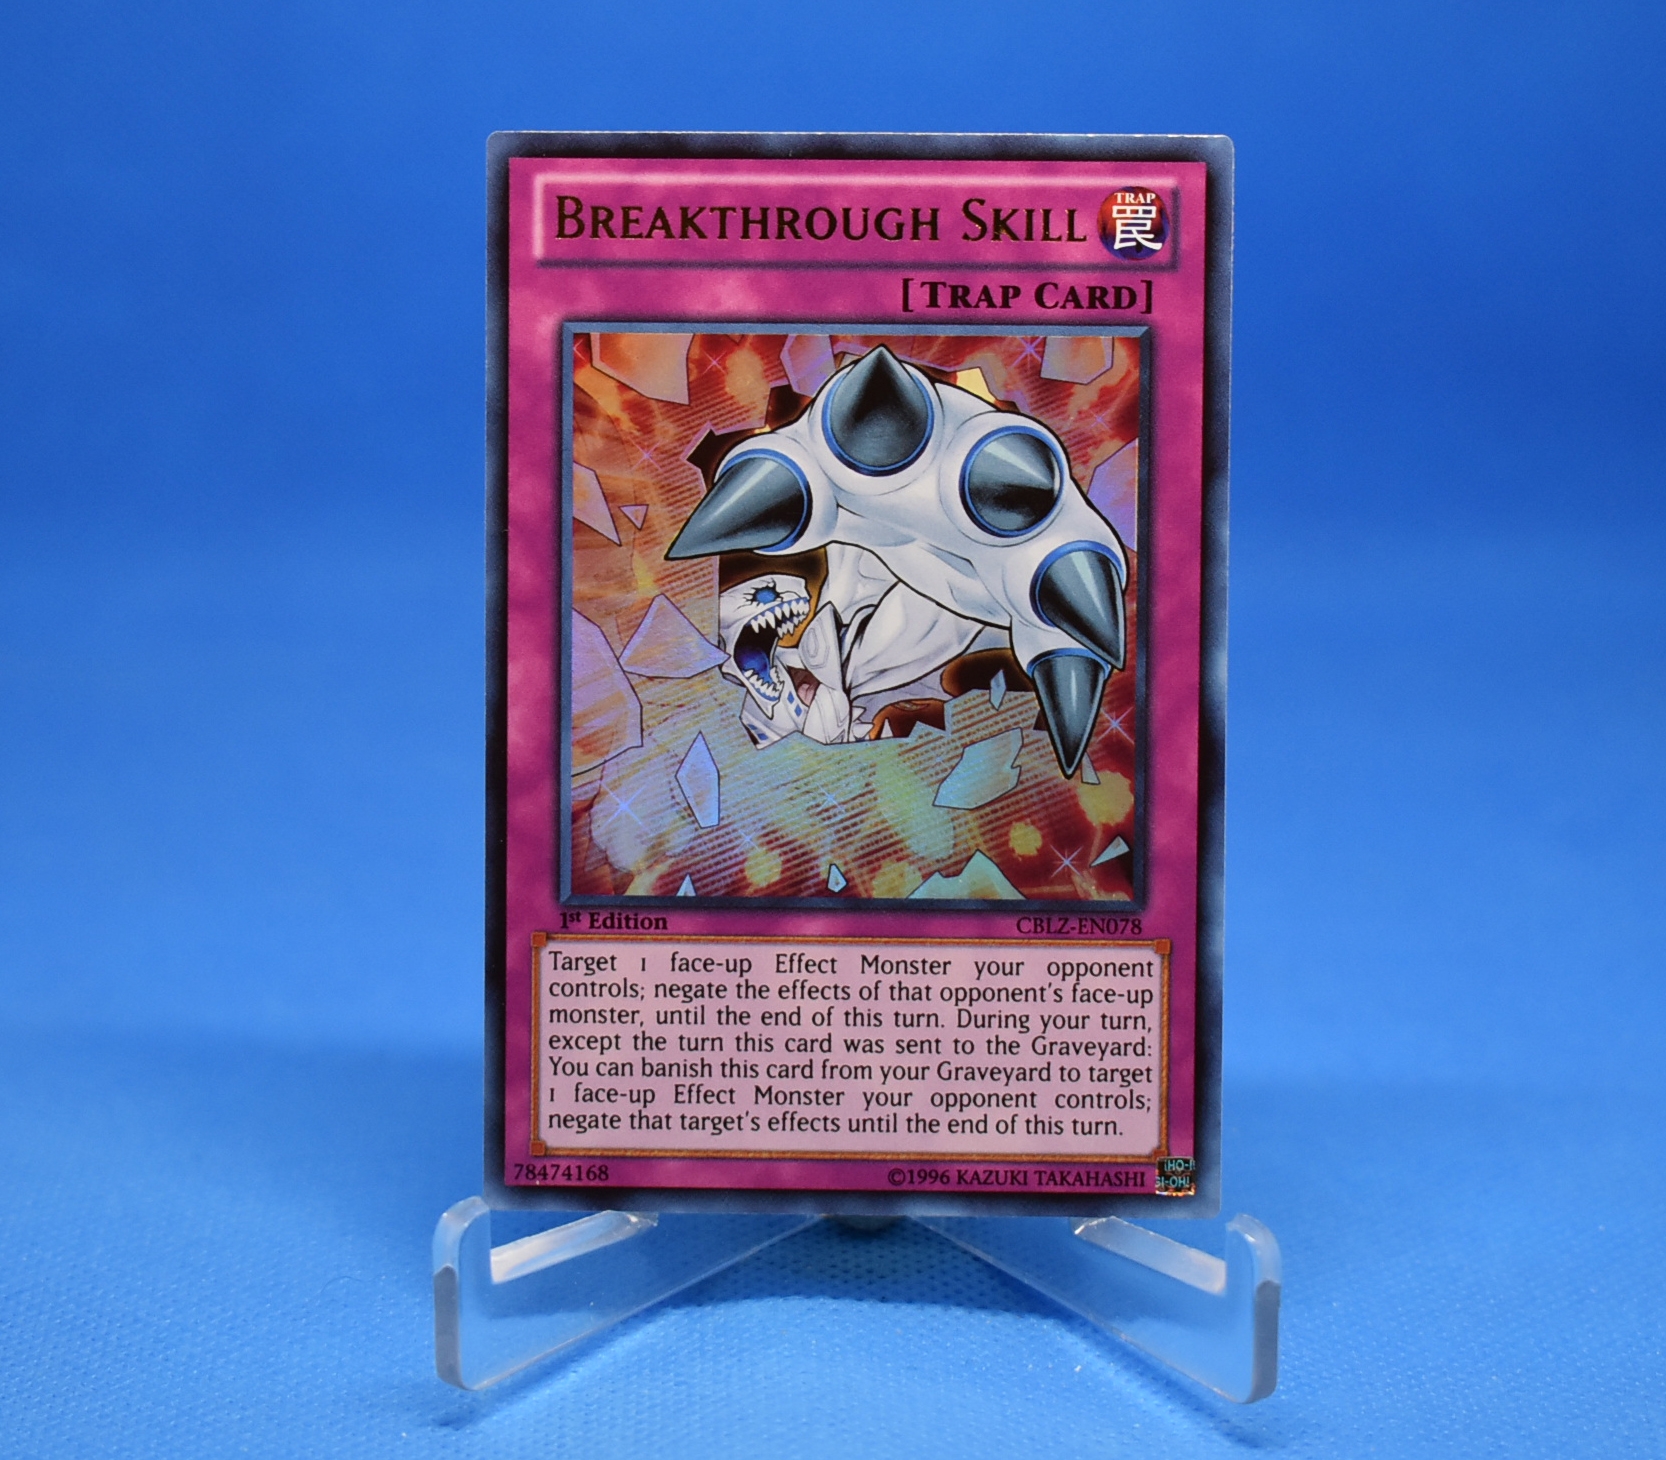 BREAKTHROUGH SKILL
TRAP
罠
[TRAP CARD]
1st Edition
CBLZ-EN078
Target 1 face-up Effect Monster your opponent
controls; negate the effects of that opponent's face-up
monster, until the end of this turn. During your turn,
except the turn this card was sent to the Graveyard:
You can banish this card from your Graveyard to target
1 face-up Effect Monster your opponent controls;
negate that target's effects until the end of this turn.
78474168
©1996 KAZUKI TAKAHASHI